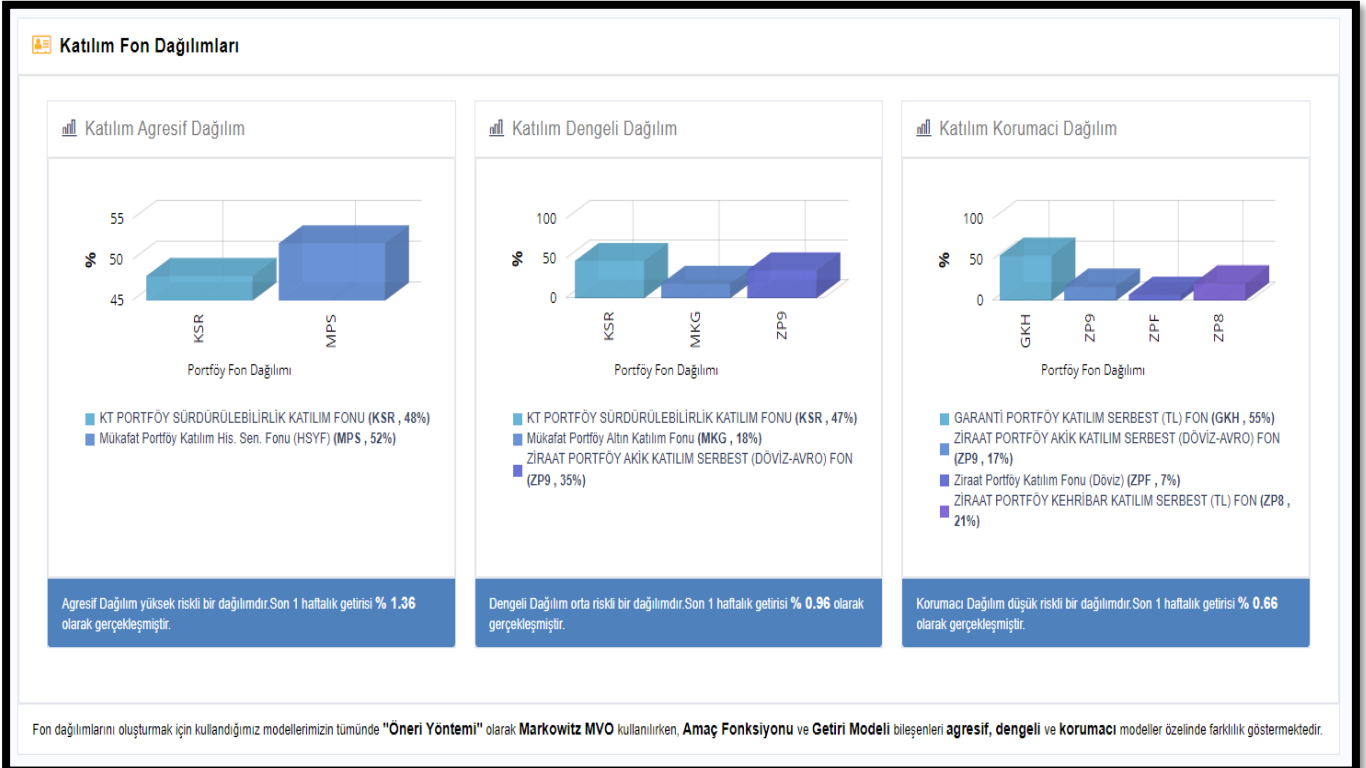 Katılım Fon Dağılımları
Katılım Agresif Dağılım
55
50
45
%
KSR
MPS
Portföy Fon Dağılımı
KT PORTFÖY SÜRDÜRÜLEBİLİRLİK KATILIM FONU (KSR , 48%)
Mükafat Portföy Katılım His. Sen. Fonu (HSYF) (MPS , 52%)
Agresif Dağılım yüksek riskli bir dağılımdır.Son 1 haftalık getirisi % 1.36
olarak gerçekleşmiştir.
Katılım Dengeli Dağılım
100
50
0
%
KSR
MKG
ZP9
Portföy Fon Dağılımı
KT PORTFÖY SÜRDÜRÜLEBİLİRLİK KATILIM FONU (KSR , 47%)
Mükafat Portföy Altın Katılım Fonu (MKG , 18%)
ZİRAAT PORTFÖY AKİK KATILIM SERBEST (DÖVİZ-AVRO) FON
(ZP9 , 35%)
Dengeli Dağılım orta riskli bir dağılımdır.Son 1 haftalık getirisi % 0.96 olarak
gerçekleşmiştir.
Katılım Korumaci Dağılım
100
50
0
%
GKH
ZP9
ZPF
ZP8
Portföy Fon Dağılımı
GARANTİ PORTFÖY KATILIM SERBEST (TL) FON (GKH , 55%)
ZİRAAT PORTFÖY AKİK KATILIM SERBEST (DÖVİZ-AVRO) FON
(ZP9 , 17%)
Ziraat Portföy Katılım Fonu (Döviz) (ZPF , 7%)
ZİRAAT PORTFÖY KEHRİBAR KATILIM SERBEST (TL) FON (ZP8 ,
21%)
Korumacı Dağılım düşük riskli bir dağılımdır.Son 1 haftalık getirisi % 0.66
olarak gerçekleşmiştir.
Fon dağılımlarını oluşturmak için kullandığımız modellerimizin tümünde "Öneri Yöntemi" olarak Markowitz MVO kullanılırken, Amaç Fonksiyonu ve Getiri Modeli bileşenleri agresif, dengeli ve korumacı modeller özelinde farklılık göstermektedir.